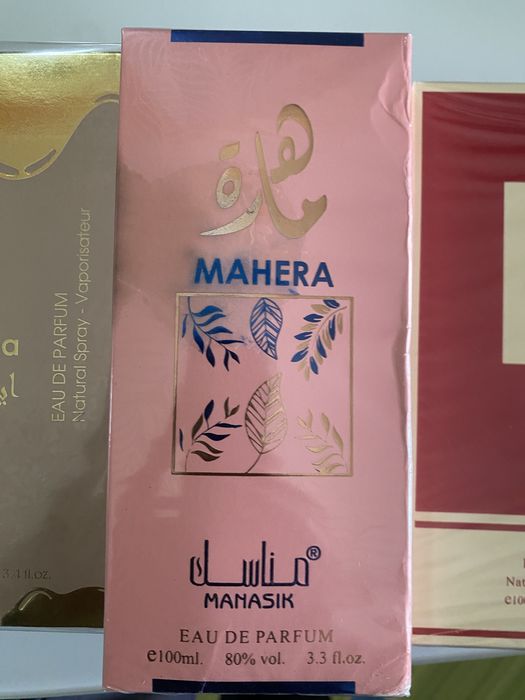 ماهرة
MAHERA
مناسك®
MANASIK
EAU DE PARFUM
e100ml. 80% vol. 3.3 fl.oz.
EAU DE PARFUM
Natural Spray - Vaporisateur
a
3.4 fl.oz.